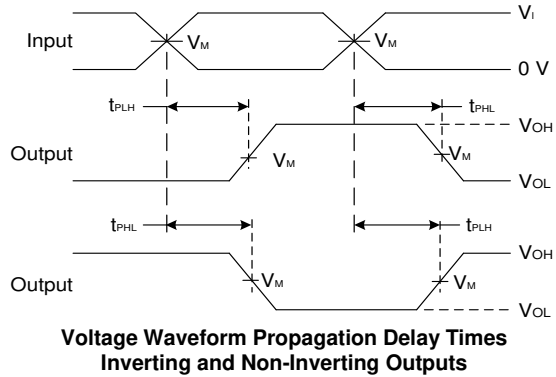 Input
VM
VM
VI
0 V
tPLH
tPHL
Output
VM
VM
VOH
VOL
tPHL
tPLH
Output
VM
VM
VOH
VOL
Voltage Waveform Propagation Delay Times
Inverting and Non-Inverting Outputs